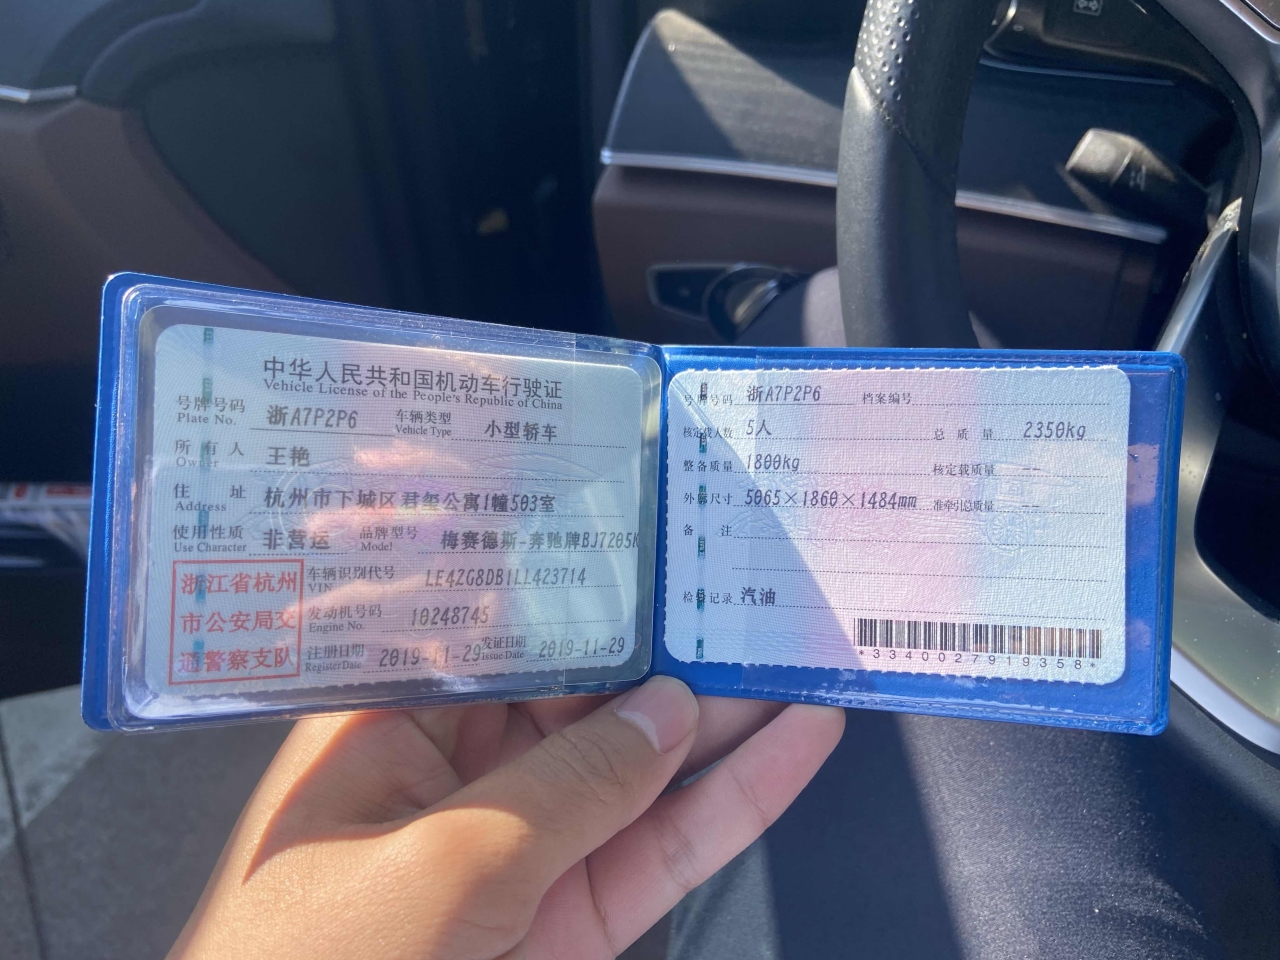 中华人民共和国机动车行驶证
Vehicle License of the People's Republic of China
号牌号码 浙A7P2P6 车辆类型 小型轿车
Plate No. Vehicle Type
所有人 王艳
Owner
住址 杭州市下城区君玺公寓1幢503室
Address
使用性质 非营运 品牌型号 梅赛德斯-奔驰牌BJ7205K
Use Character Model
浙江省杭州
市公安局交
通警察支队
车辆识别代号 LE4ZG8DB1LL423714
VIN
发动机号码 10248745
Engine No.
注册日期 2019-11-29 发证日期 2019-11-29
Register Date Issue Date
号牌号码 浙A7P2P6 档案编号
核定载人数 5人 总质量 2350kg
整备质量 1800kg 核定载质量 --
外廓尺寸 5065×1860×1484mm 准牵引总质量 --
备注
检验记录 汽油
*3340027919358*